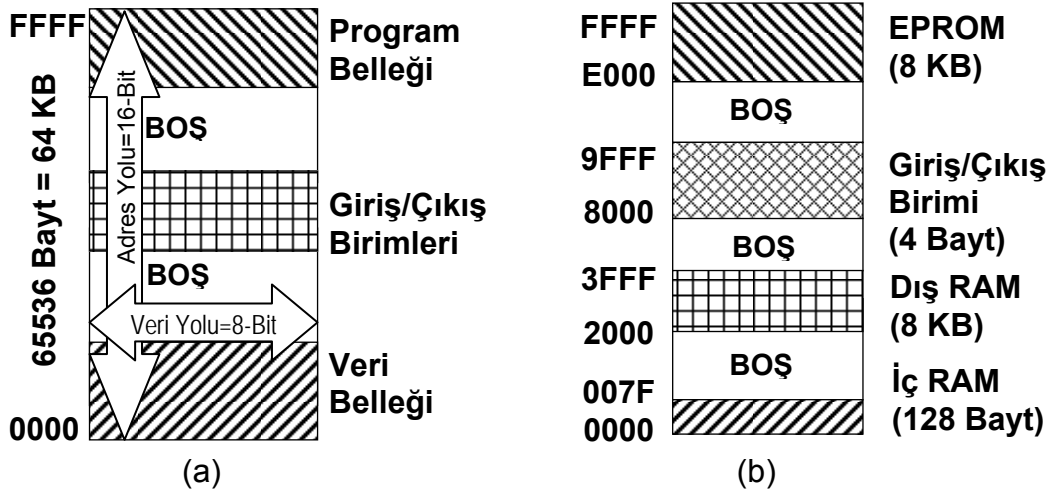 FFFF
Program
Belleği
65536 Bayt = 64 KB
Adres Yolu=16-Bit
BOŞ
Giriş/Çıkış
Birimleri
BOŞ
Veri Yolu=8-Bit
Veri
Belleği
0000
(a)
FFFF
EPROM
(8 KB)
E000
BOŞ
9FFF
Giriş/Çıkış
Birimi
(4 Bayt)
8000
BOŞ
3FFF
Dış RAM
(8 KB)
2000
BOŞ
007F
İç RAM
(128 Bayt)
0000
(b)